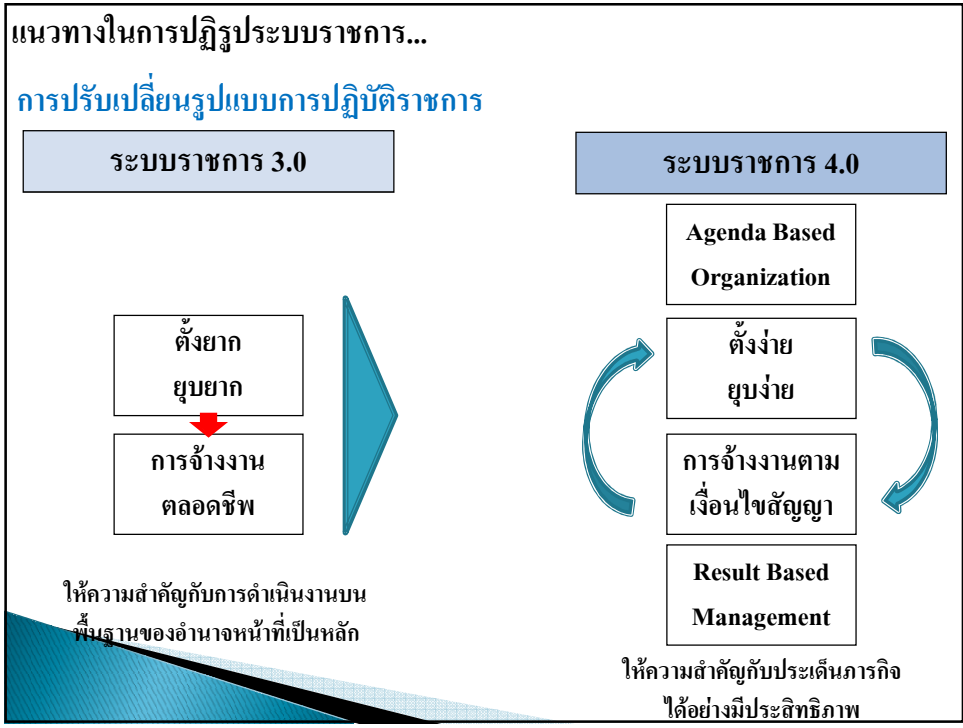 แนวทางในการปฏิรูประบบราชการ...
การปรับเปลี่ยนรูปแบบการปฏิบัติราชการ
ระบบราชการ 3.0
ตั้งยาก
ยุบยาก
การจ้างงาน
ตลอดชีพ
ให้ความสำคัญกับการดำเนินงานบน
พื้นฐานของอำนาจหน้าที่เป็นหลัก
ระบบราชการ 4.0
Agenda Based
Organization
ตั้งง่าย
ยุบง่าย
การจ้างงานตาม
เงื่อนไขสัญญา
Result Based
Management
ให้ความสำคัญกับประเด็นภารกิจ
ได้อย่างมีประสิทธิภาพ